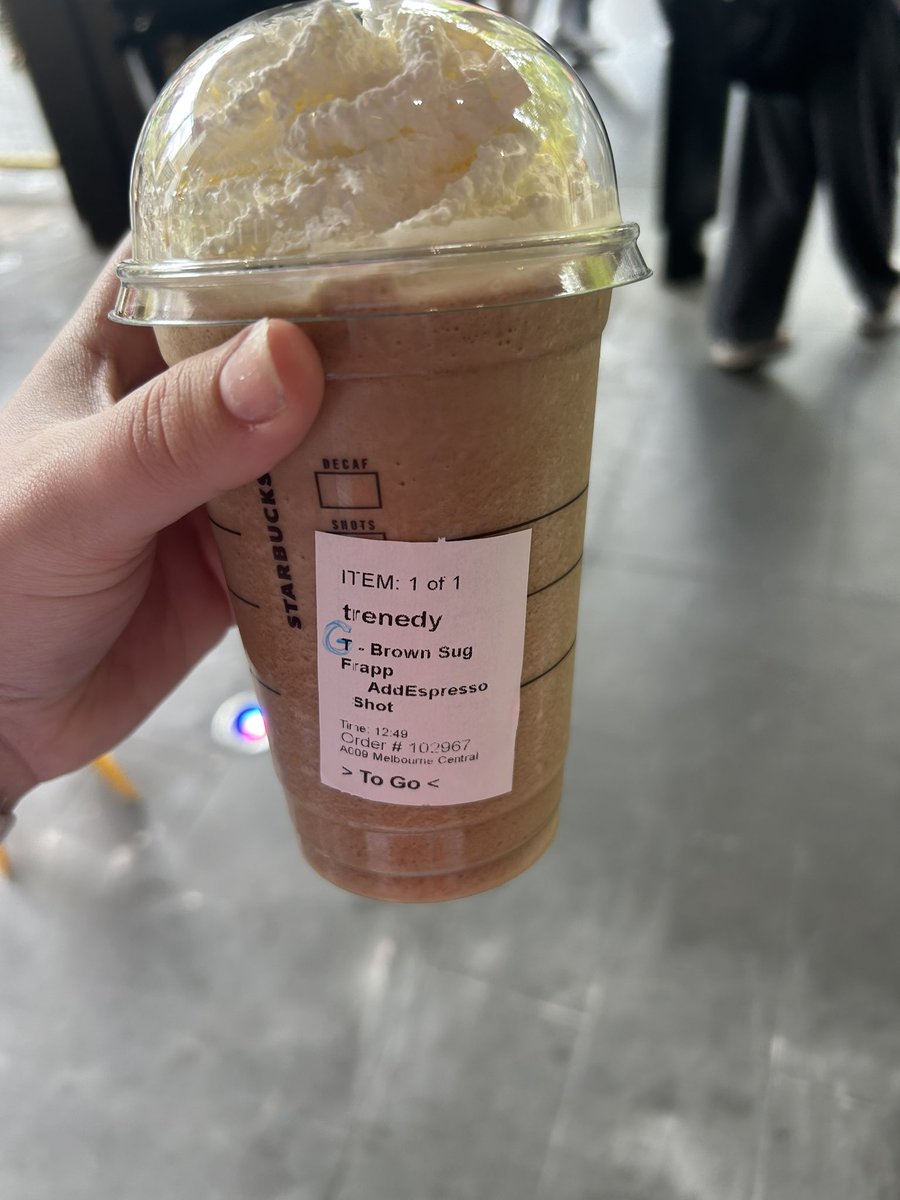 DECAF
SHOTS
STARBUCKS
ITEM: 1 of 1
trenedy
G T - Brown Sug
Frapp
AddEspresso
Shot
Time: 12:49
Order # 102967
A009 Melbourne Central
> To Go <